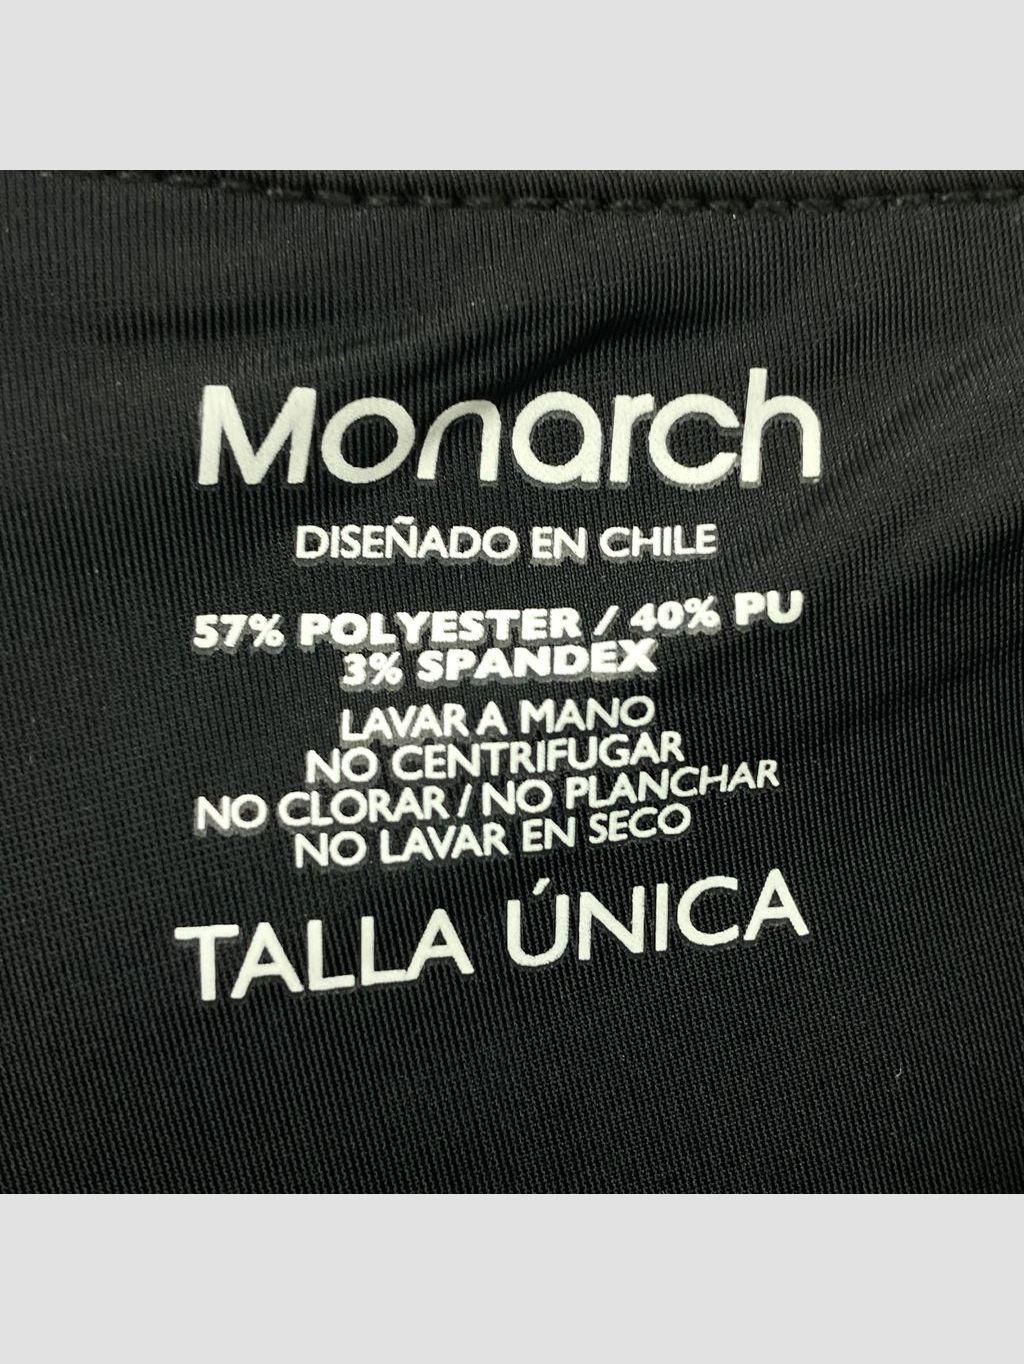 Monarch
DISEÑADO EN CHILE
57% POLYESTER / 40% PU
3% SPANDEX
LAVAR A MANO
NO CENTRIFUGAR
NO CLORAR / NO PLANCHAR
NO LAVAR EN SECO
TALLA ÚNICA